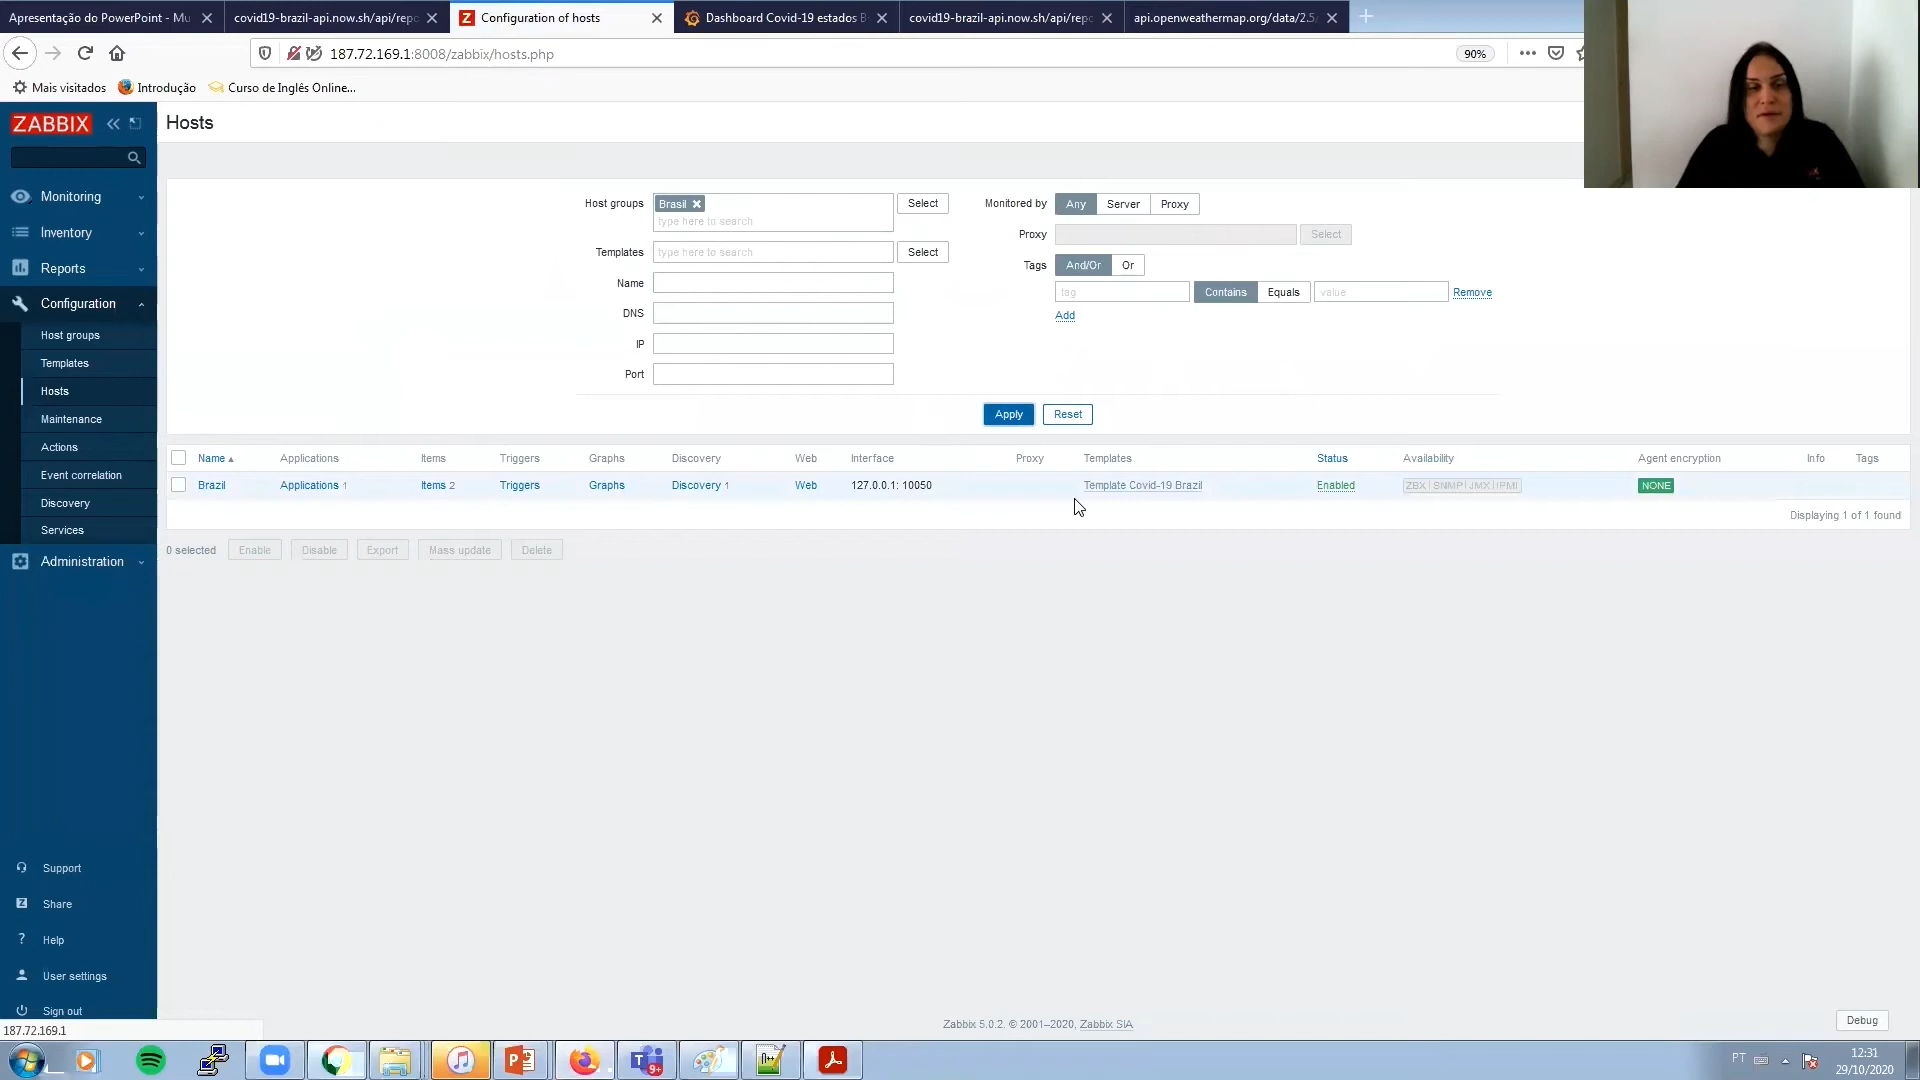 Apresentação do PowerPoint - Mu
covid19-brazil-api.now.sh/api/repo
Configuration of hosts
Dashboard Covid-19 estados B
covid19-brazil-api.now.sh/api/repo
api.openweathermap.org/data/2.5
187.72.169.1:8008/zabbix/hosts.php
90%
Mais visitados
Introdução
Curso de Inglês Online...
ZABBIX
Hosts
Monitoring
Inventory
Reports
Configuration
Host groups
Templates
Hosts
Maintenance
Actions
Event correlation
Discovery
Services
Administration
Support
Share
Help
User settings
Sign out
Host groups Brasil Select
type here to search
Templates type here to search Select
Name
DNS
IP
Port
Monitored by Any Server Proxy
Proxy Select
Tags And/Or Or
tag Contains Equals value Remove
Add
Apply Reset
Name Applications Items Triggers Graphs Discovery Web Interface Proxy Templates Status Availability Agent encryption Info Tags
Brazil Applications 1 Items 2 Triggers Graphs Discovery 1 Web 127.0.0.1: 10050 Template Covid-19 Brazil Enabled ZBX SNMP JMX IPMI NONE
Displaying 1 of 1 found
0 selected Enable Disable Export Mass update Delete
Zabbix 5.0.2. © 2001–2020, Zabbix SIA
Debug
187.72.169.1
9+
PT
12:31
29/10/2020